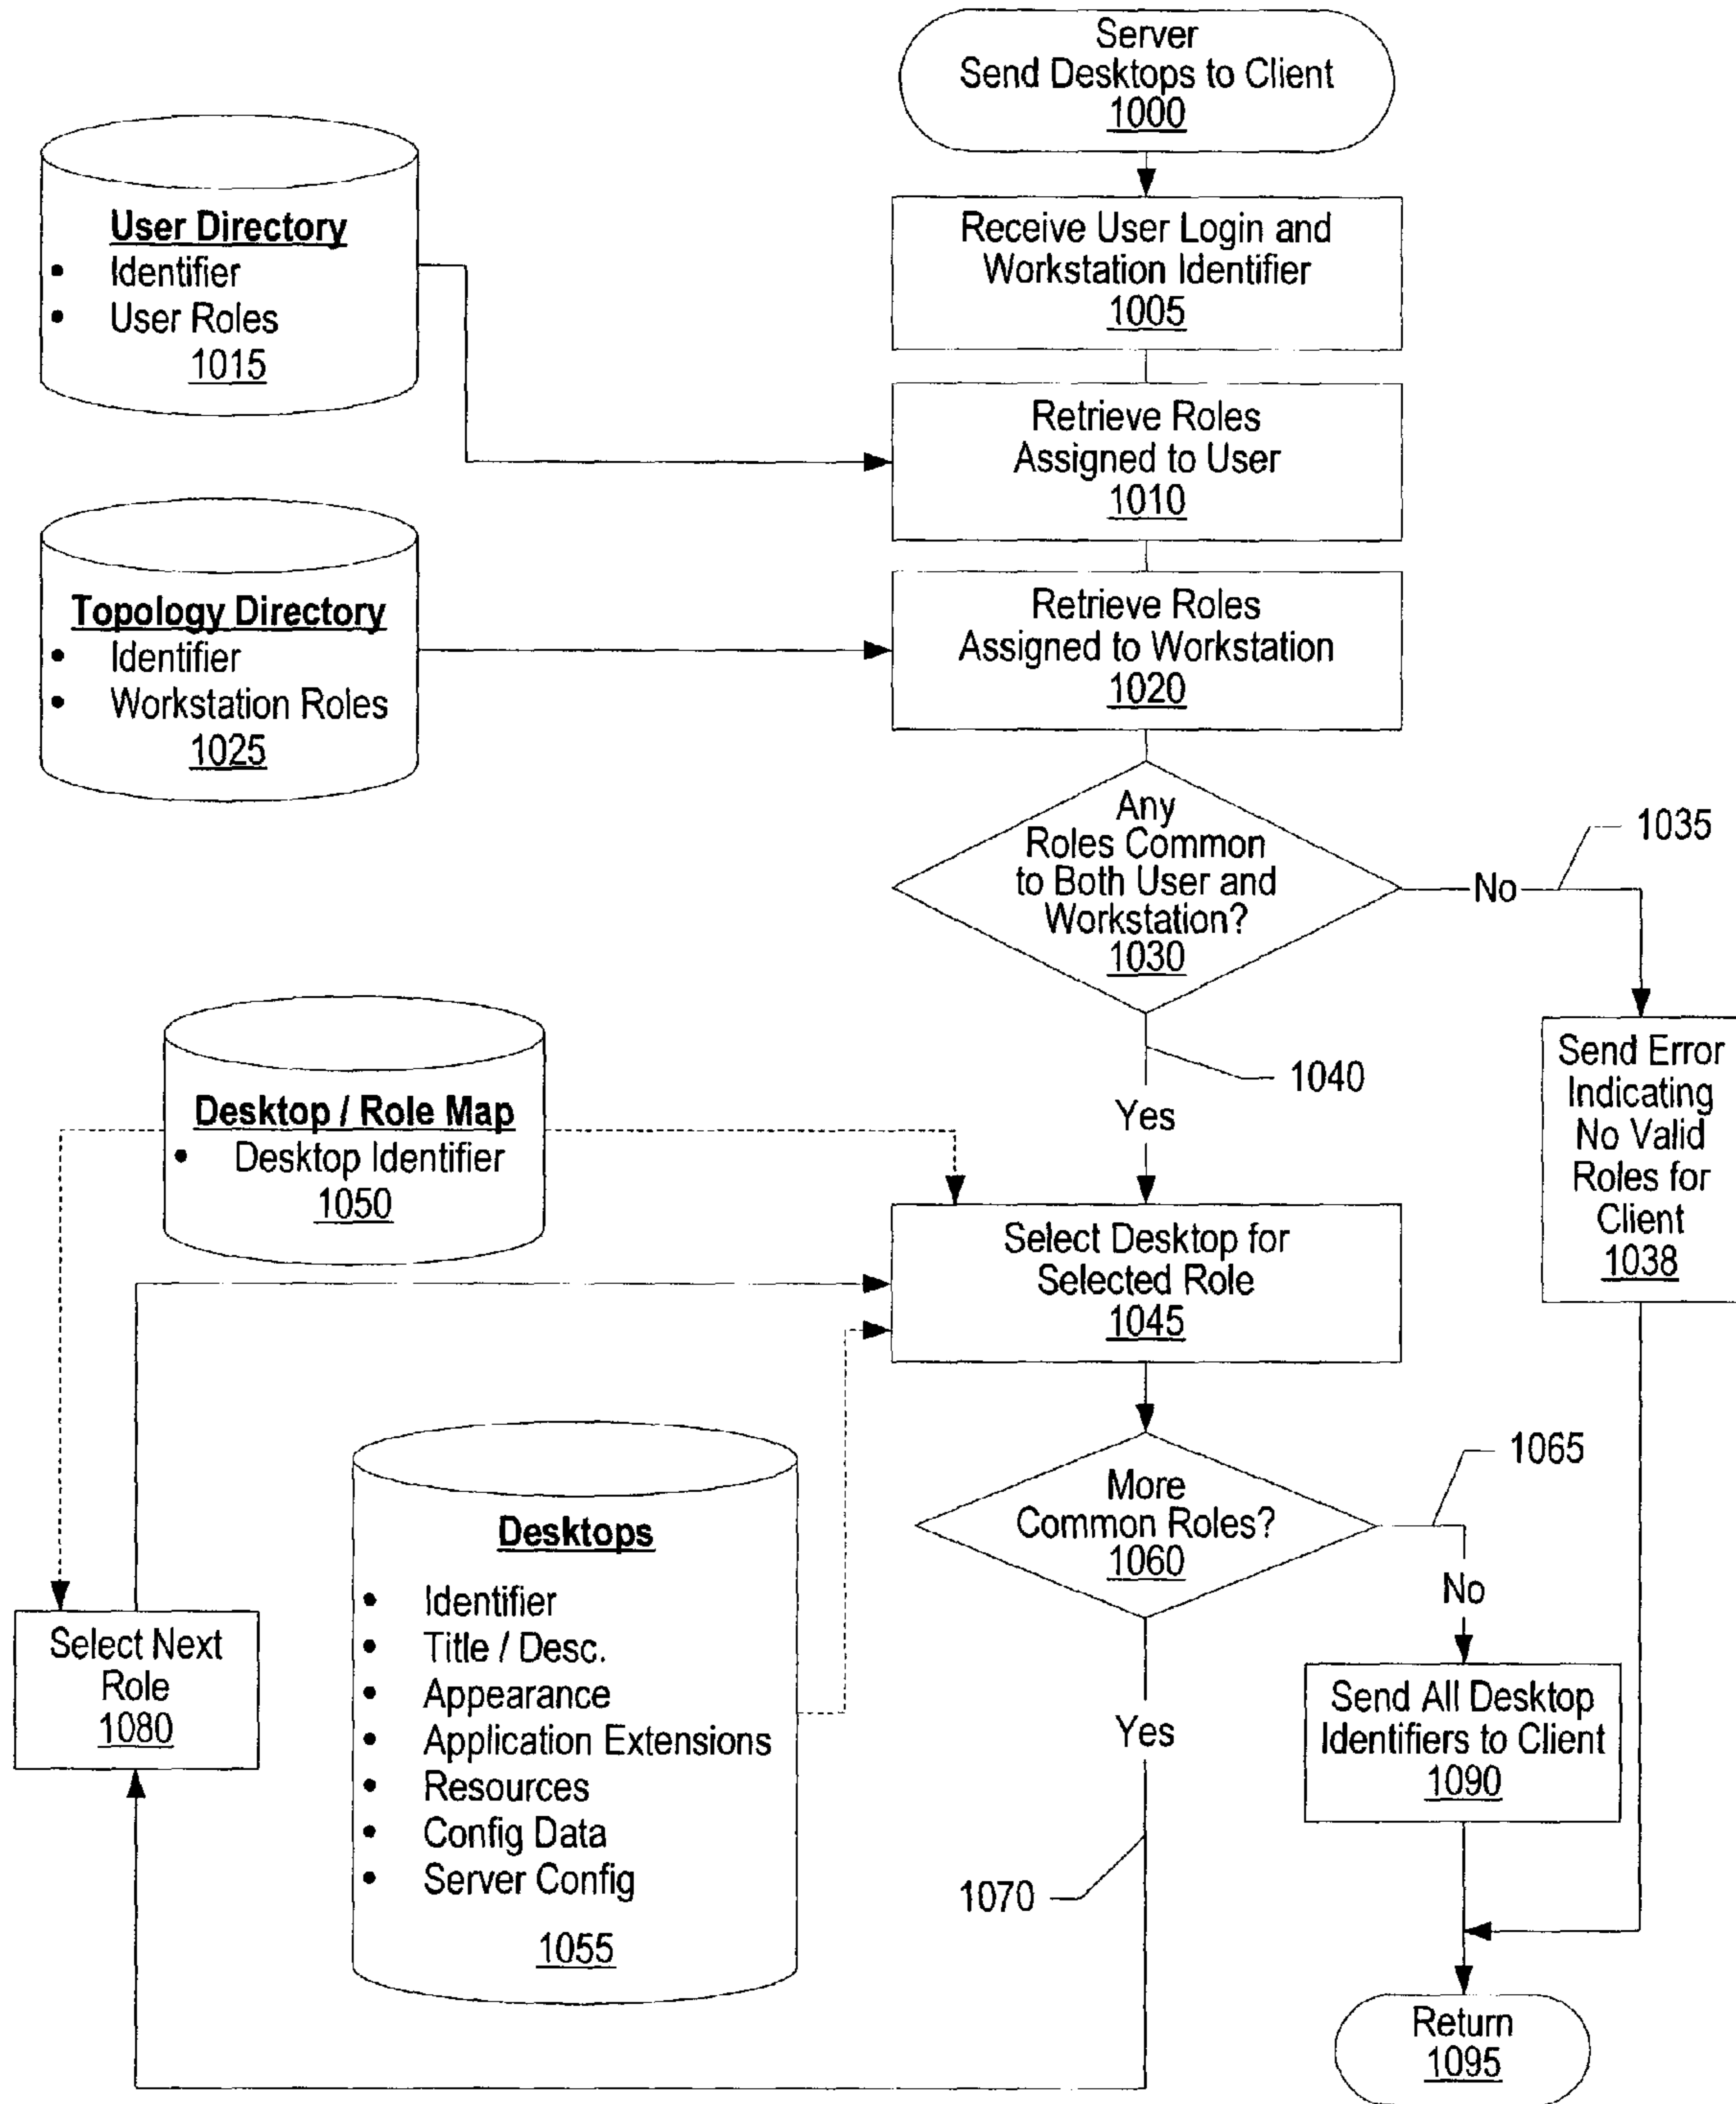 Server
Send Desktops to Client
1000
User Directory
• Identifier
• User Roles
1015
Receive User Login and
Workstation Identifier
1005
Retrieve Roles
Assigned to User
1010
Topology Directory
• Identifier
• Workstation Roles
1025
Retrieve Roles
Assigned to Workstation
1020
Any
Roles Common
to Both User and
Workstation?
1030
No
1035
1040
Yes
Send Error
Indicating
No Valid
Roles for
Client
1038
Desktop / Role Map
• Desktop Identifier
1050
Select Desktop for
Selected Role
1045
More
Common Roles?
1060
1065
No
Yes
1070
Desktops
• Identifier
• Title / Desc.
• Appearance
• Application Extensions
• Resources
• Config Data
• Server Config
1055
Select Next
Role
1080
Send All Desktop
Identifiers to Client
1090
Return
1095